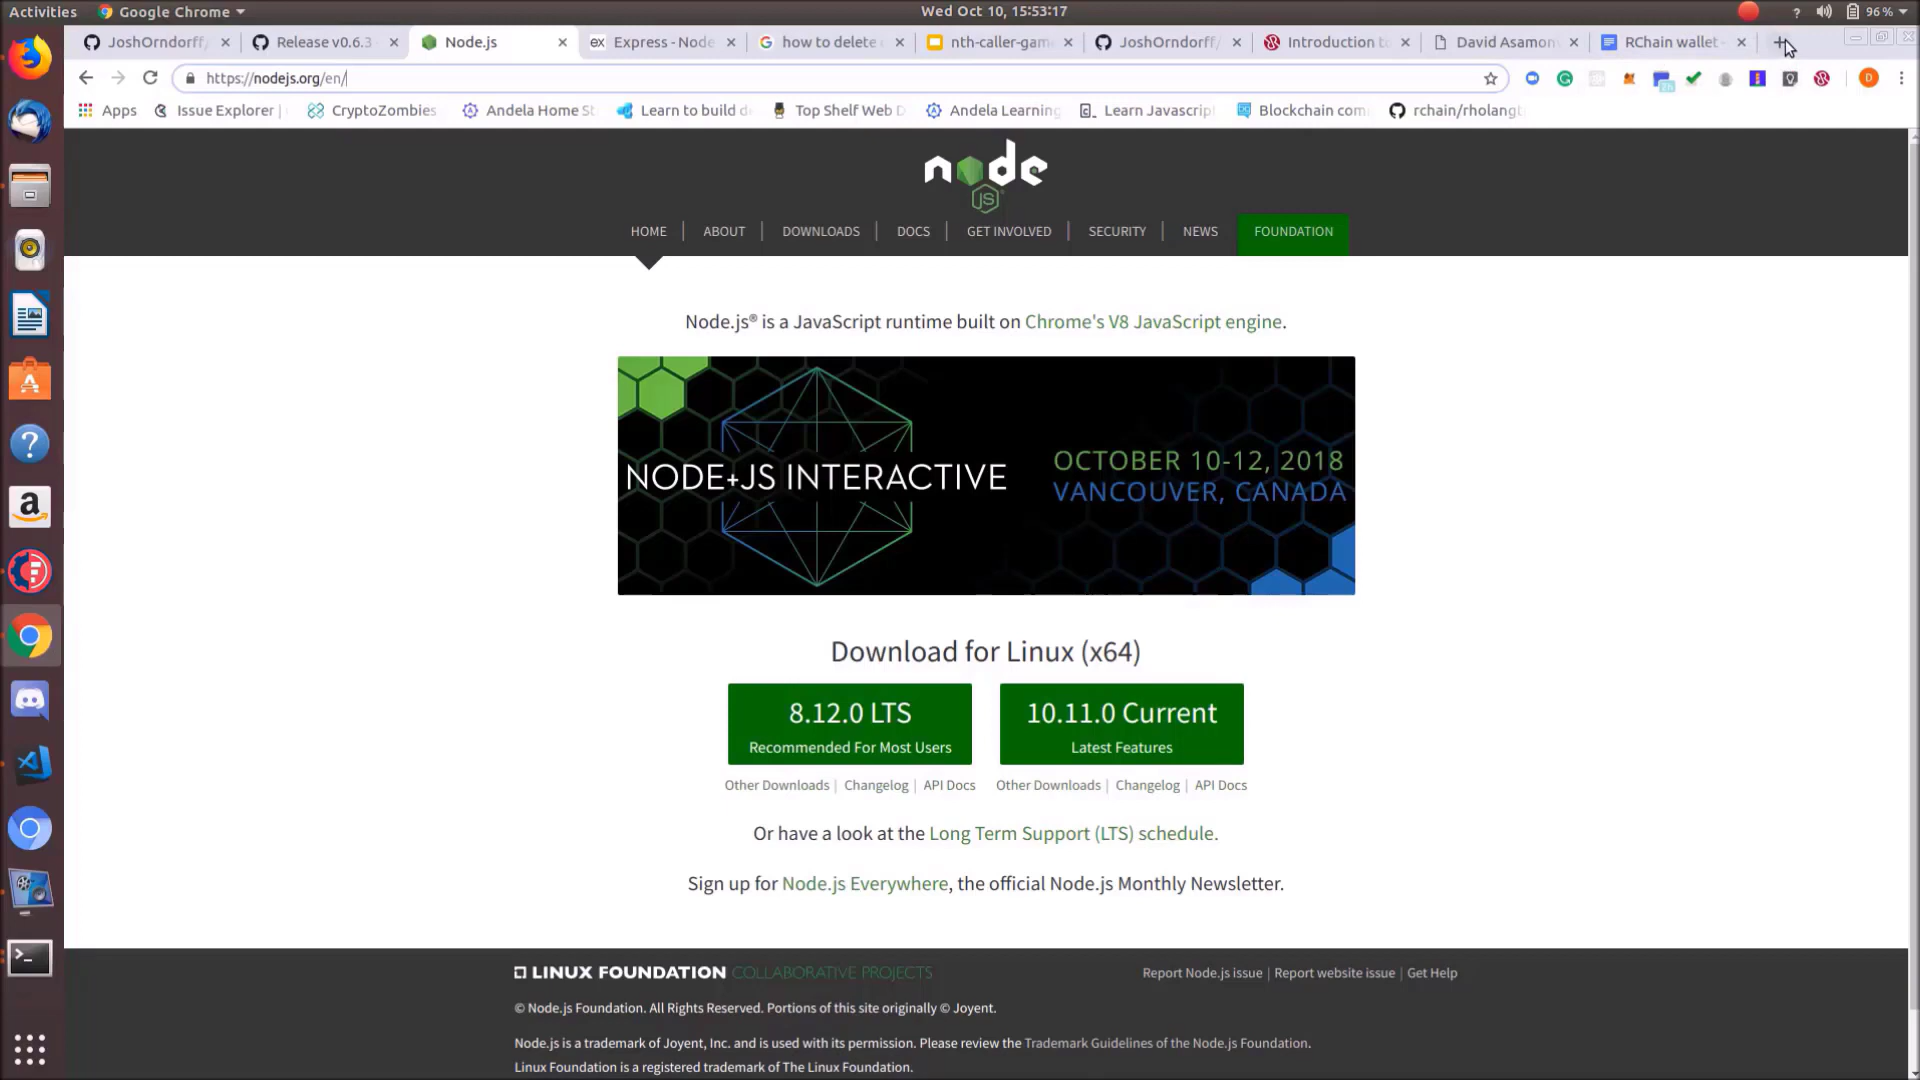 Activities
Google Chrome
Wed Oct 10, 15:53:17
?
96%
JoshOrndorff/
Release v0.6.3
Node.js
ex
Express - Node
how to delete
nth-caller-gam
JoshOrndorff/
Introduction to
David Asamon
RChain wallet
https://nodejs.org/en/
D
Apps
Issue Explorer |
CryptoZombies
Andela Home St
Learn to build d
Top Shelf Web D
Andela Learning
Learn Javascrip
Blockchain com
rchain/rholang
node
JS
HOME
ABOUT
DOWNLOADS
DOCS
GET INVOLVED
SECURITY
NEWS
FOUNDATION
Node.js® is a JavaScript runtime built on Chrome's V8 JavaScript engine.
NODE+JS INTERACTIVE
OCTOBER 10-12, 2018
VANCOUVER, CANADA
Download for Linux (x64)
8.12.0 LTS
Recommended For Most Users
10.11.0 Current
Latest Features
Other Downloads | Changelog | API Docs
Other Downloads | Changelog | API Docs
Or have a look at the Long Term Support (LTS) schedule.
Sign up for Node.js Everywhere, the official Node.js Monthly Newsletter.
LINUX FOUNDATION COLLABORATIVE PROJECTS
Report Node.js issue | Report website issue | Get Help
© Node.js Foundation. All Rights Reserved. Portions of this site originally © Joyent.
Node.js is a trademark of Joyent, Inc. and is used with its permission. Please review the Trademark Guidelines of the Node.js Foundation.
Linux Foundation is a registered trademark of The Linux Foundation.